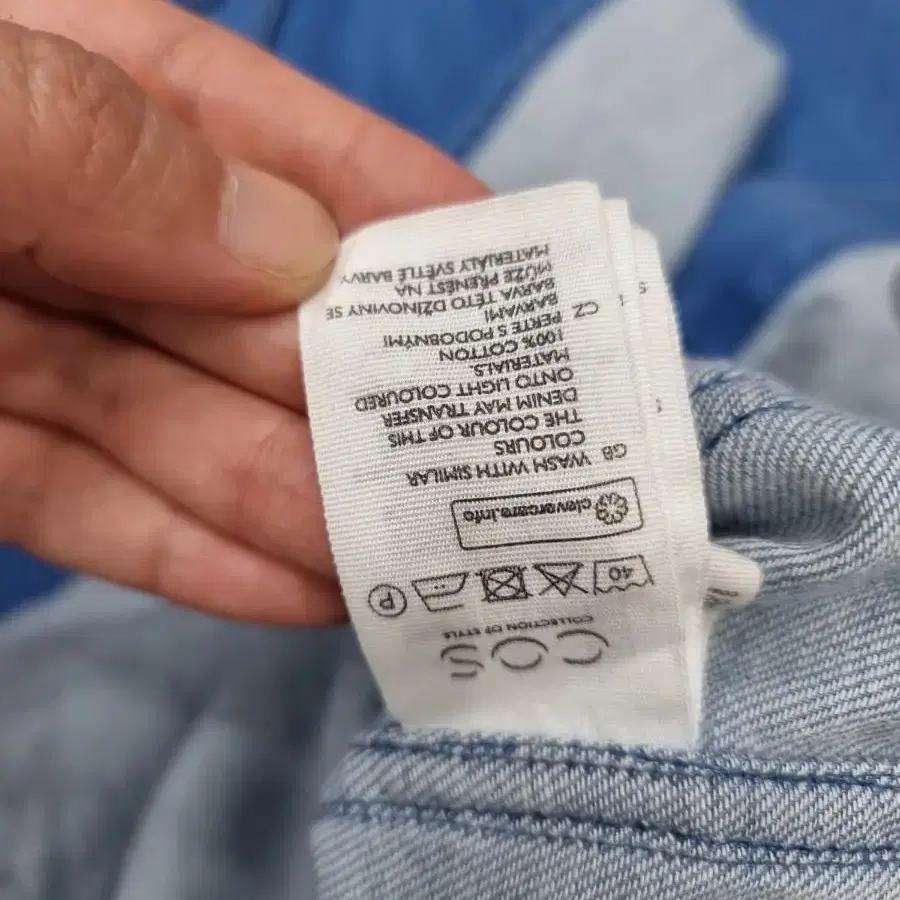 COS
COLLECTION OF STYLE
40
P
clevercare.info
GB WASH WITH SIMILAR
COLOURS
THE COLOUR OF THIS
DENIM MAY TRANSFER
ONTO LIGHT COLOURED
MATERIALS.
100% COTTON
CZ PERTE S PODOBNÝMI
BARVAMI
BARVA TÉTO DŽÍNOVINY SE
MŮŽE PŘENÉST NA
MATERIÁLY SVĚTLÉ BARVY.